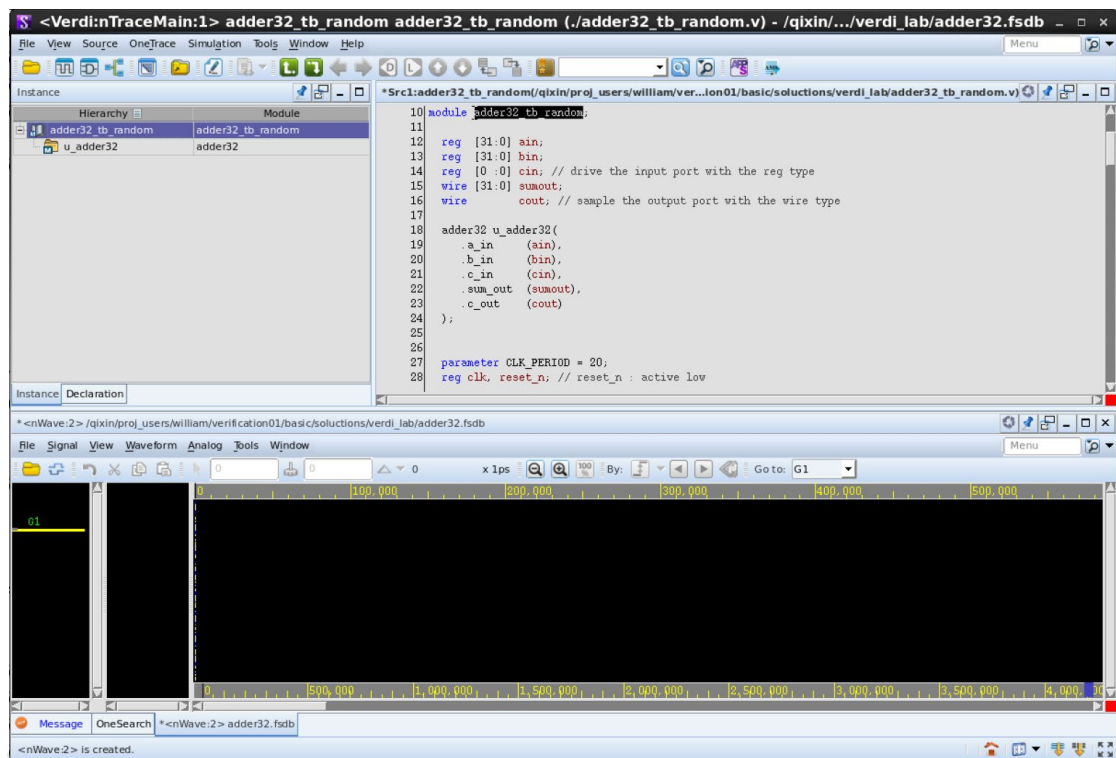 <Verdi:nTraceMain:1> adder32_tb_random adder32_tb_random (./adder32_tb_random.v) - /qixin/.../verdi_lab/adder32.fsdb
File View Source OneTrace Simulation Tools Window Help
Menu
Instance
*Src1:adder32_tb_random(/qixin/proj_users/william/ver...ion01/basic/soluctions/verdi_lab/adder32_tb_random.v)
Hierarchy Module
adder32_tb_random adder32_tb_random
u_adder32 adder32
10 module adder32_tb_random;
11
12 reg [31:0] ain;
13 reg [31:0] bin;
14 reg [0 :0] cin; // drive the input port with the reg type
15 wire [31:0] sumout;
16 wire cout; // sample the output port with the wire type
17
18 adder32 u_adder32(
19 .a_in (ain),
20 .b_in (bin),
21 .c_in (cin),
22 .sum_out (sumout),
23 .c_out (cout)
24 );
25
26
27 parameter CLK_PERIOD = 20;
28 reg clk, reset_n; // reset_n : active low
Instance Declaration
*<nWave:2> /qixin/proj_users/william/verification01/basic/soluctions/verdi_lab/adder32.fsdb
File Signal View Waveform Analog Tools Window
Menu
0 0 0 x 1ps 100 By: Go to: G1
0 100,000 200,000 300,000 400,000 500,000
G1
0 500,000 1,000,000 1,500,000 2,000,000 2,500,000 3,000,000 3,500,000
Message OneSearch *<nWave:2> adder32.fsdb
<nWave:2> is created.